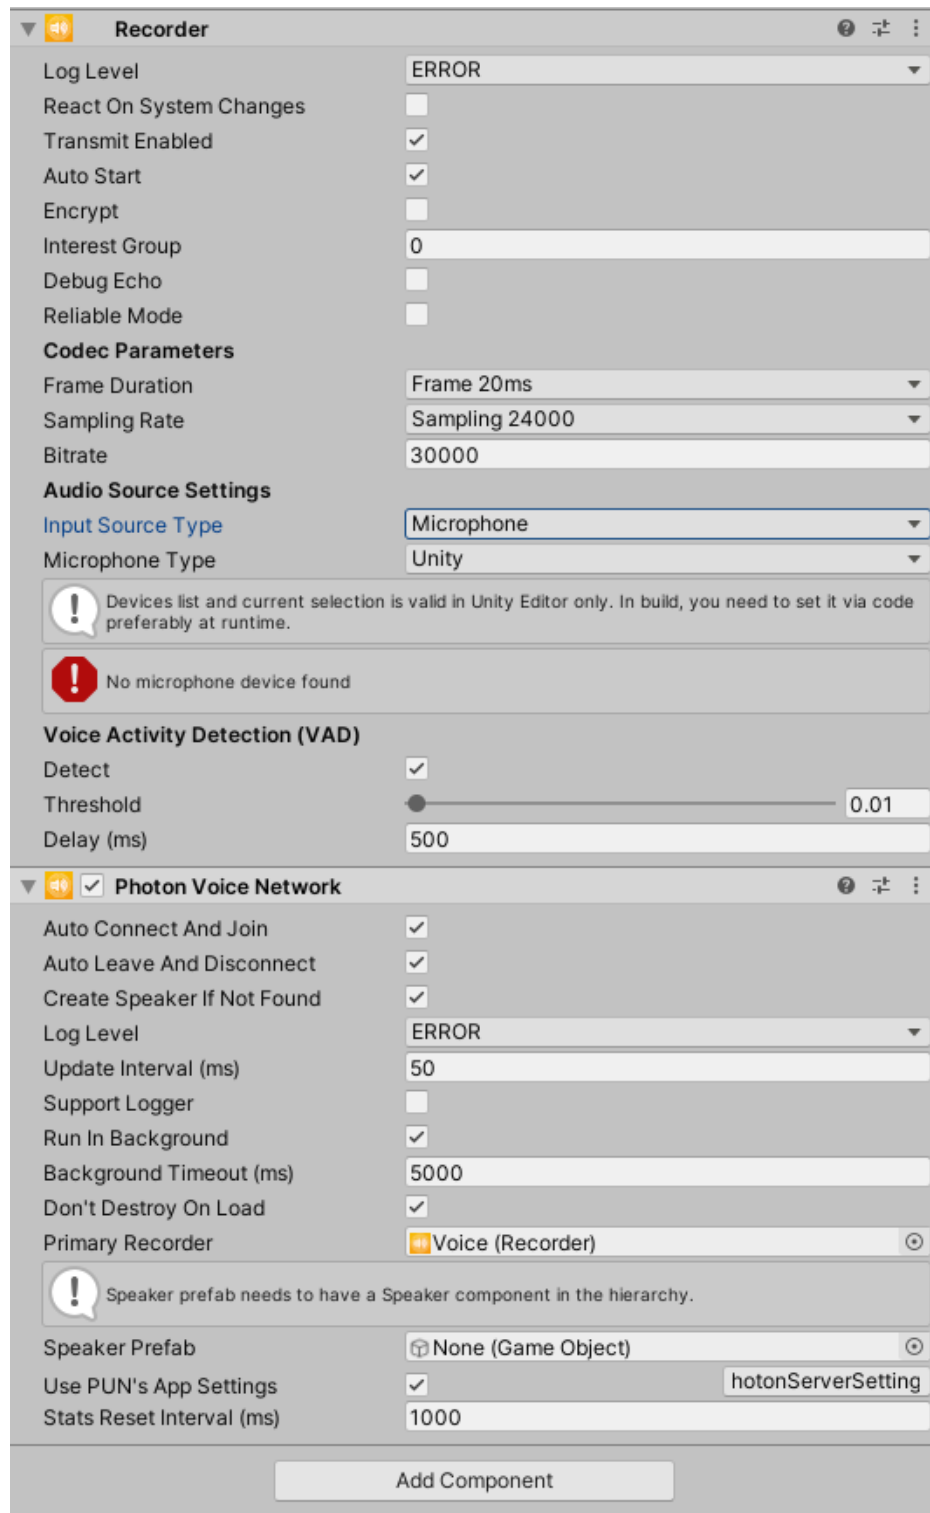 Recorder
Log Level ERROR
React On System Changes
Transmit Enabled
Auto Start
Encrypt
Interest Group 0
Debug Echo
Reliable Mode
Codec Parameters
Frame Duration Frame 20ms
Sampling Rate Sampling 24000
Bitrate 30000
Audio Source Settings
Input Source Type Microphone
Microphone Type Unity
Devices list and current selection is valid in Unity Editor only. In build, you need to set it via code
preferably at runtime.
No microphone device found
Voice Activity Detection (VAD)
Detect
Threshold 0.01
Delay (ms) 500
Photon Voice Network
Auto Connect And Join
Auto Leave And Disconnect
Create Speaker If Not Found
Log Level ERROR
Update Interval (ms) 50
Support Logger
Run In Background
Background Timeout (ms) 5000
Don't Destroy On Load
Primary Recorder Voice (Recorder)
Speaker prefab needs to have a Speaker component in the hierarchy.
Speaker Prefab None (Game Object)
Use PUN's App Settings hotonServerSetting
Stats Reset Interval (ms) 1000
Add Component